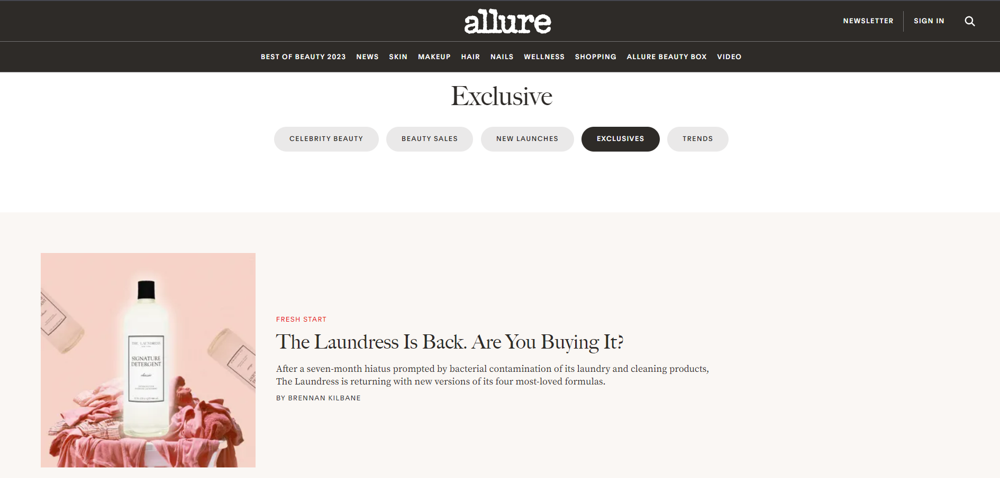 allure
NEWSLETTER
SIGN IN
BEST OF BEAUTY 2023 NEWS SKIN MAKEUP HAIR NAILS WELLNESS SHOPPING ALLURE BEAUTY BOX VIDEO
Exclusive
CELEBRITY BEAUTY
BEAUTY SALES
NEW LAUNCHES
EXCLUSIVES
TRENDS
THE LAUNDRESS
SIGNATURE
DETERGENT
classic
FRESH START
The Laundress Is Back. Are You Buying It?
After a seven-month hiatus prompted by bacterial contamination of its laundry and cleaning products,
The Laundress is returning with new versions of its four most-loved formulas.
BY BRENNAN KILBANE